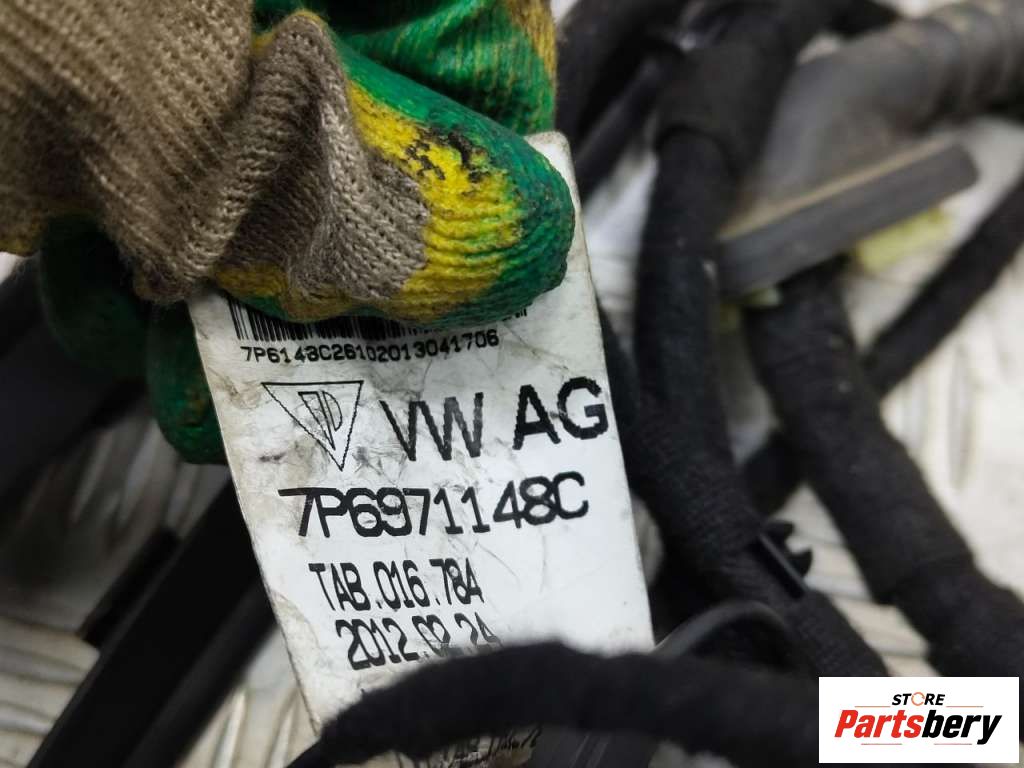 7P6148C26102013041706
VW AG
7P6971148C
TAB.016.784
2012.02.24
STORE
Partsbery